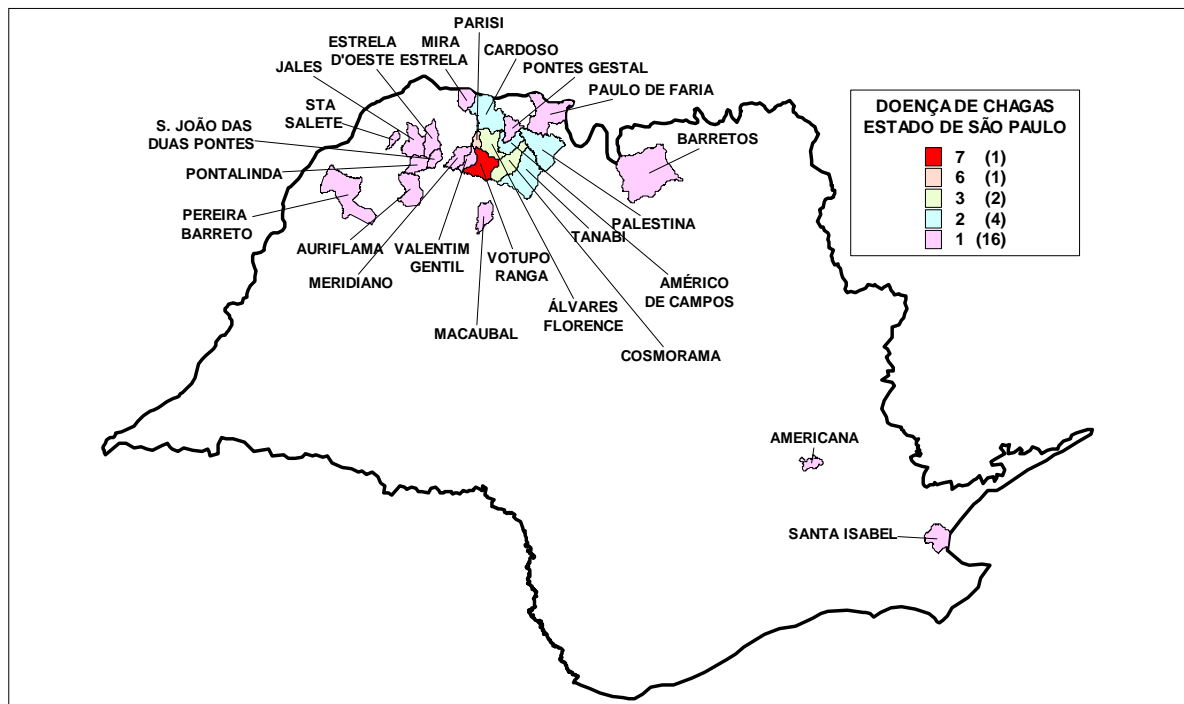 PARISI
ESTRELA
D'OESTE
MIRA
ESTRELA
CARDOSO
PONTES GESTAL
JALES
PAULO DE FARIA
STA
SALETE
S. JOÃO DAS
DUAS PONTES
BARRETOS
PONTALINDA
PEREIRA
BARRETO
AURIFLAMA
MERIDIANO
VALENTIM
GENTIL
VOTUPO
RANGA
TANABI
PALESTINA
AMÉRICO
DE CAMPOS
ÁLVARES
FLORENCE
MACAUBAL
COSMORAMA
AMERICANA
SANTA ISABEL
DOENÇA DE CHAGAS
ESTADO DE SÃO PAULO
7 (1)
6 (1)
3 (2)
2 (4)
1 (16)